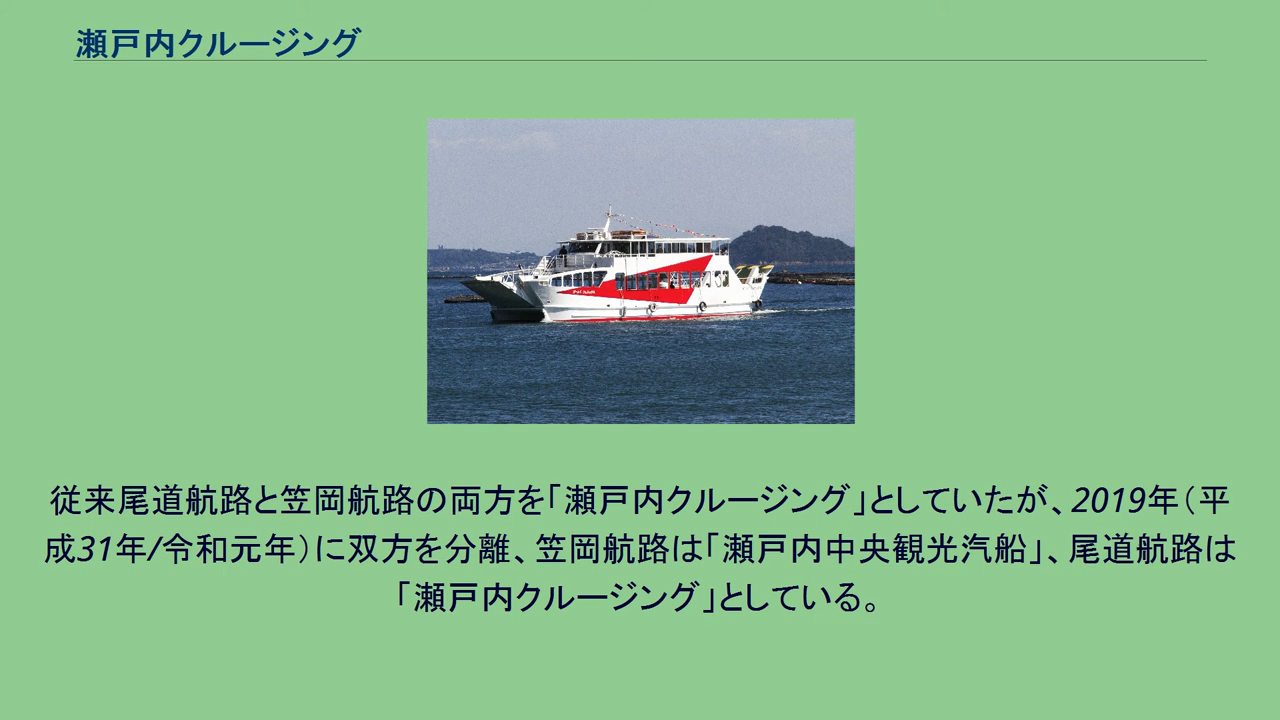 瀬戸内クルージング
従来尾道航路と笠岡航路の両方を「瀬戸内クルージング」としていたが、2019年（平
成31年/令和元年）に双方を分離、笠岡航路は「瀬戸内中央観光汽船」、尾道航路は
「瀬戸内クルージング」としている。